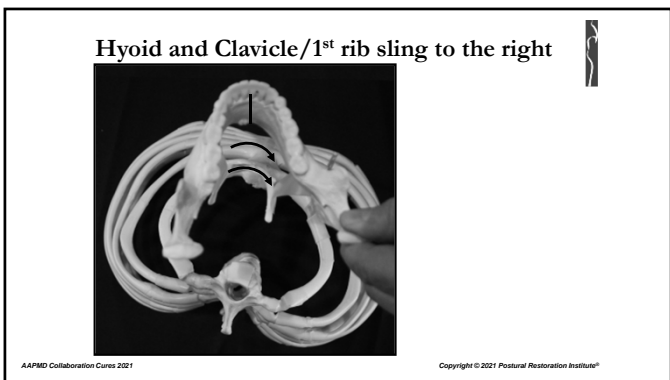 Hyoid and Clavicle/1st rib sling to the right
AAPMD Collaboration Cures 2021
Copyright © 2021 Postural Restoration Institute®